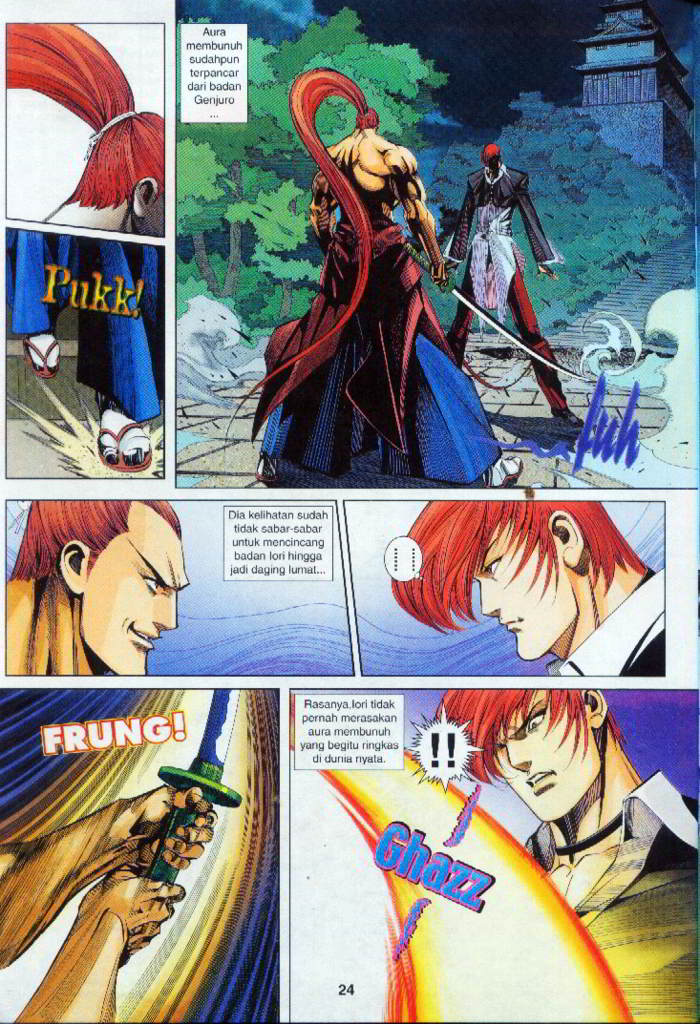 Aura
membunuh
sudahpun
terpancar
dari badan
Genjuro
...
Pukk!
fuh
Dia kelihatan sudah
tidak sabar-sabar
untuk mencincang
badan Iori hingga
jadi daging lumat...
......
FRUNG!
Rasanya,Iori tidak
pernah merasakan
aura membunuh
yang begitu ringkas
di dunia nyata.
!!
Ghazz
24